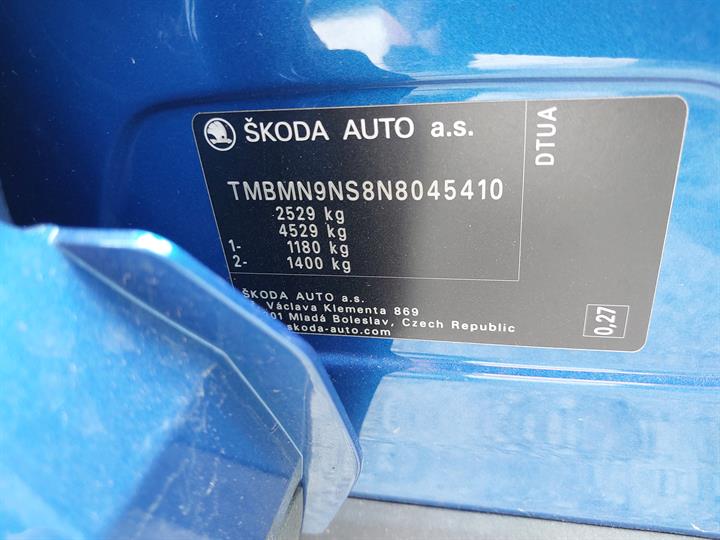 ŠKODA AUTO a.s.
DTUA
TMBMN9NS8N8045410
2529 kg
4529 kg
1- 1180 kg
2- 1400 kg
ŠKODA AUTO a.s.
Václava Klementa 869
01 Mladá Boleslav, Czech Republic
skoda-auto.com
0,27